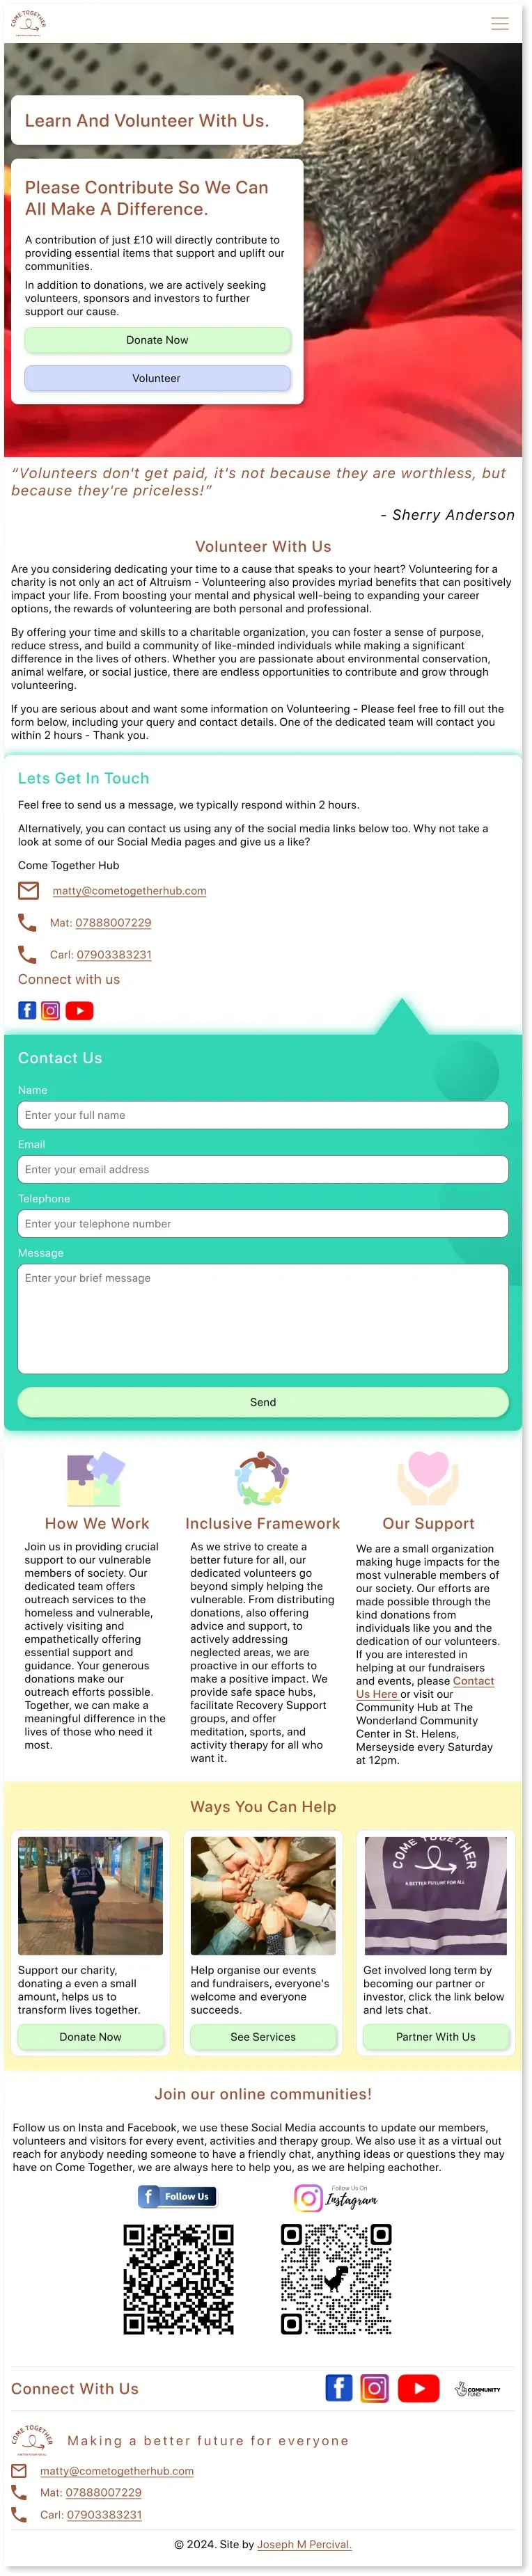 COME TOGETHER
Learn And Volunteer With Us.
Please Contribute So We Can
All Make A Difference.
A contribution of just £10 will directly contribute to
providing essential items that support and uplift our
communities.
In addition to donations, we are actively seeking
volunteers, sponsors and investors to further
support our cause.
Donate Now
Volunteer
“Volunteers don't get paid, it's not because they are worthless, but
because they're priceless!”
- Sherry Anderson
Volunteer With Us
Are you considering dedicating your time to a cause that speaks to your heart? Volunteering for a
charity is not only an act of Altruism - Volunteering also provides myriad benefits that can positively
impact your life. From boosting your mental and physical well-being to expanding your career
options, the rewards of volunteering are both personal and professional.
By offering your time and skills to a charitable organization, you can foster a sense of purpose,
reduce stress, and build a community of like-minded individuals while making a significant
difference in the lives of others. Whether you are passionate about environmental conservation,
animal welfare, or social justice, there are endless opportunities to contribute and grow through
volunteering.
If you are serious about and want some information on Volunteering - Please feel free to fill out the
form below, including your query and contact details. One of the dedicated team will contact you
within 2 hours - Thank you.
Lets Get In Touch
Feel free to send us a message, we typically respond within 2 hours.
Alternatively, you can contact us using any of the social media links below too. Why not take a
look at some of our Social Media pages and give us a like?
Come Together Hub
matty@cometogetherhub.com
Mat: 07888007229
Carl: 07903383231
Connect with us
Contact Us
Name
Enter your full name
Email
Enter your email address
Telephone
Enter your telephone number
Message
Enter your brief message
Send
How We Work
Join us in providing crucial
support to our vulnerable
members of society. Our
dedicated team offers
outreach services to the
homeless and vulnerable,
actively visiting and
empathetically offering
essential support and
guidance. Your generous
donations make our
outreach efforts possible.
Together, we can make a
meaningful difference in the
lives of those who need it
most.
Inclusive Framework
As we strive to create a
better future for all, our
dedicated volunteers go
beyond simply helping the
vulnerable. From distributing
donations, also offering
advice and support, to
actively addressing
neglected areas, we are
proactive in our efforts to
make a positive impact. We
provide safe space hubs,
facilitate Recovery Support
groups, and offer
meditation, sports, and
activity therapy for all who
want it.
Our Support
We are a small organization
making huge impacts for the
most vulnerable members of
our society. Our efforts are
made possible through the
kind donations from
individuals like you and the
dedication of our volunteers.
If you are interested in
helping at our fundraisers
and events, please Contact
Us Here or visit our
Community Hub at The
Wonderland Community
Center in St. Helens,
Merseyside every Saturday
at 12pm.
Ways You Can Help
Support our charity,
donating a even a small
amount, helps us to
transform lives together.
Donate Now
Help organise our events
and fundraisers, everyone's
welcome and everyone
succeeds.
See Services
COME TOGETHER
A BETTER FUTURE FOR ALL
Get involved long term by
becoming our partner or
investor, click the link below
and lets chat.
Partner With Us
Join our online communities!
Follow us on Insta and Facebook, we use these Social Media accounts to update our members,
volunteers and visitors for every event, activities and therapy group. We also use it as a virtual out
reach for anybody needing someone to have a friendly chat, anything ideas or questions they may
have on Come Together, we are always here to help you, as we are helping eachother.
f Follow Us
Follow Us On
Instagram
Connect With Us
COMMUNITY
FUND
COME TOGETHER
Making a better future for everyone
matty@cometogetherhub.com
Mat: 07888007229
Carl: 07903383231
© 2024. Site by Joseph M Percival.